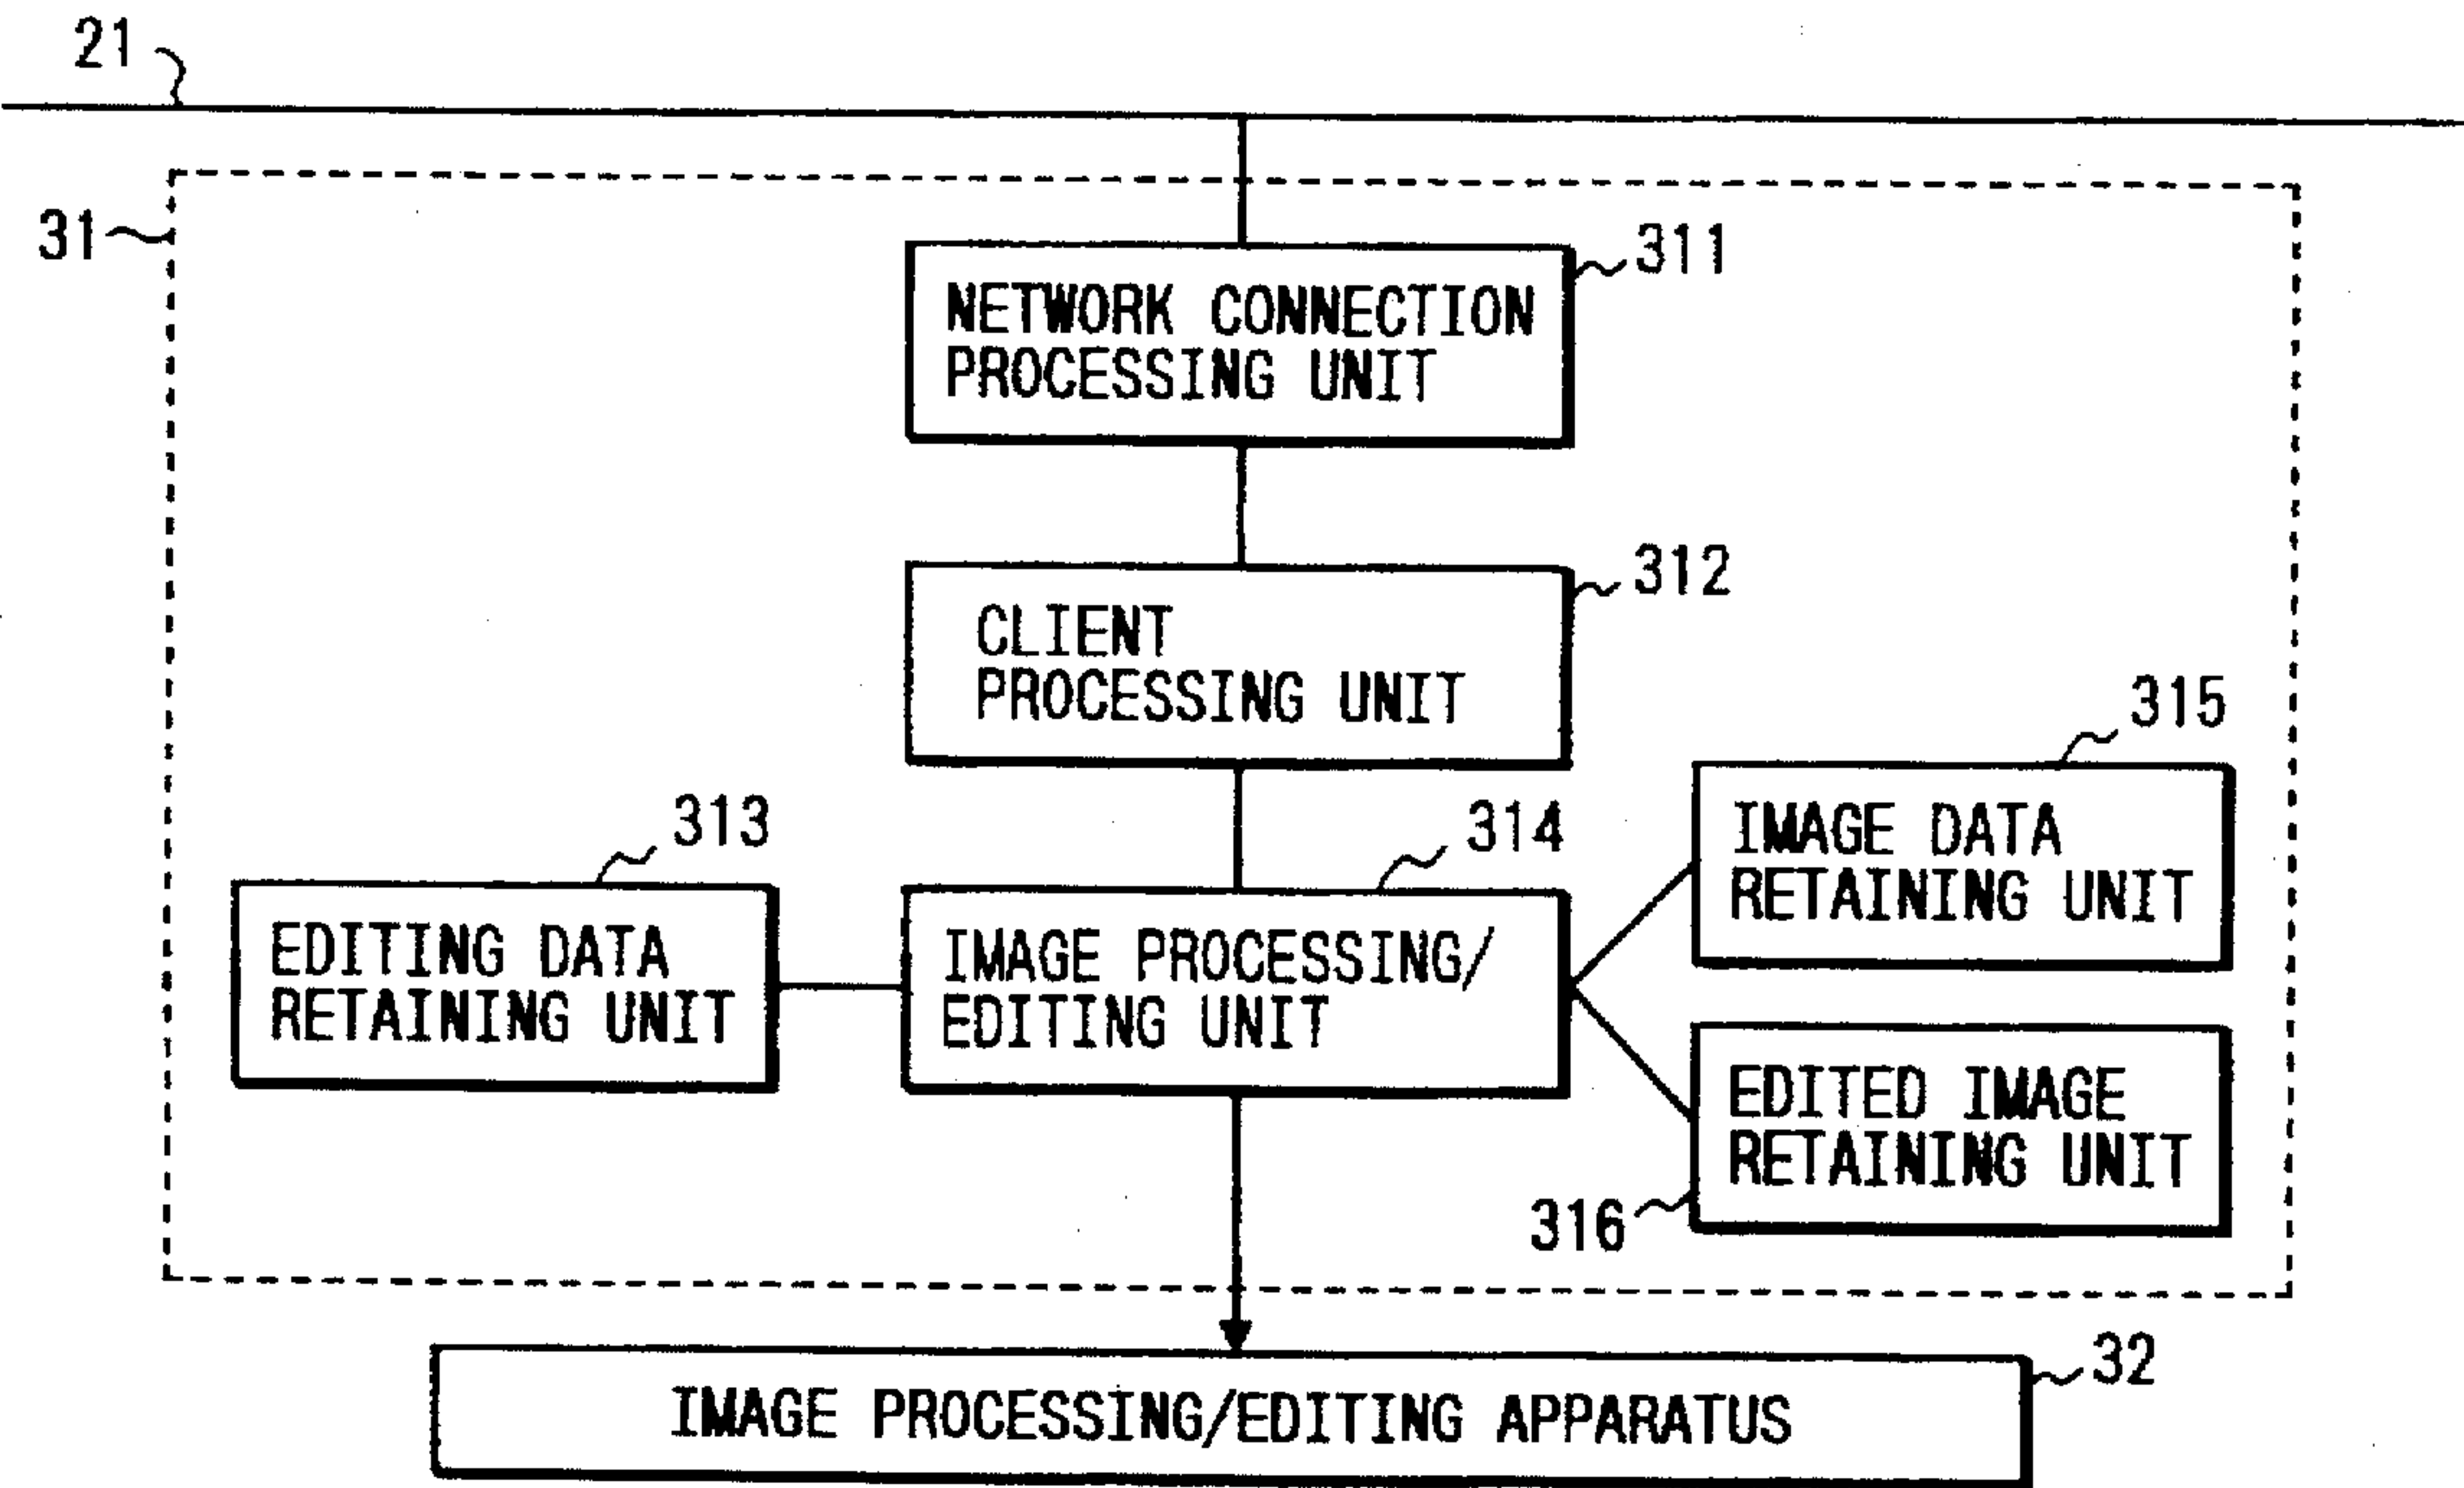 21
31
311
NETWORK CONNECTION
PROCESSING UNIT
312
CLIENT
PROCESSING UNIT
315
IMAGE DATA
RETAINING UNIT
313
EDITING DATA
RETAINING UNIT
314
IMAGE PROCESSING/
EDITING UNIT
EDITED IMAGE
RETAINING UNIT
316
32
IMAGE PROCESSING/EDITING APPARATUS